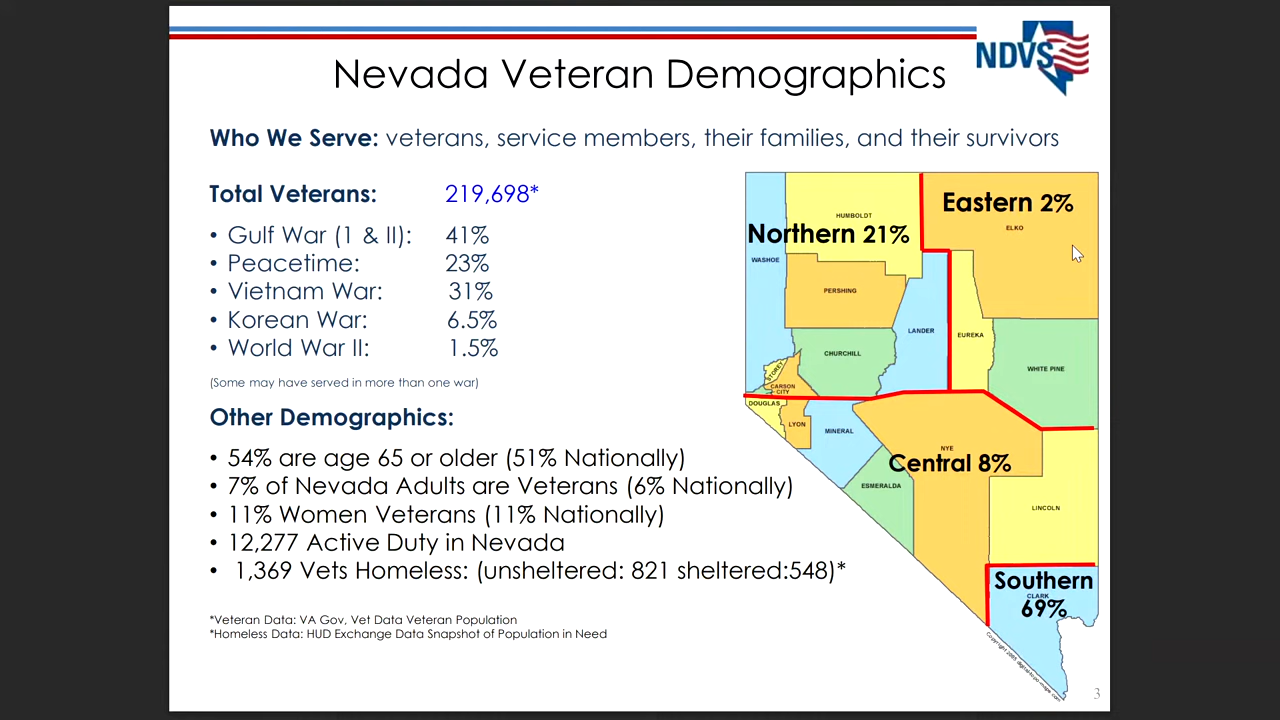 NDVS
Nevada Veteran Demographics
Who We Serve: veterans, service members, their families, and their survivors
Total Veterans: 219,698*
• Gulf War (1 & II): 41%
• Peacetime: 23%
• Vietnam War: 31%
• Korean War: 6.5%
• World War II: 1.5%
(Some may have served in more than one war)
Other Demographics:
• 54% are age 65 or older (51% Nationally)
• 7% of Nevada Adults are Veterans (6% Nationally)
• 11% Women Veterans (11% Nationally)
• 12,277 Active Duty in Nevada
• 1,369 Vets Homeless: (unsheltered: 821 sheltered:548)*
*Veteran Data: VA Gov, Vet Data Veteran Population
*Homeless Data: HUD Exchange Data Snapshot of Population in Need
Eastern 2%
HUMBOLDT
ELKO
Northern 21%
WASHOE
PERSHING
LANDER
EUREKA
CHURCHILL
WHITE PINE
STOREY
CARSON
CITY
DOUGLAS
LYON
MINERAL
NYE
Central 8%
ESMERALDA
LINCOLN
Southern
CLARK
69%
3